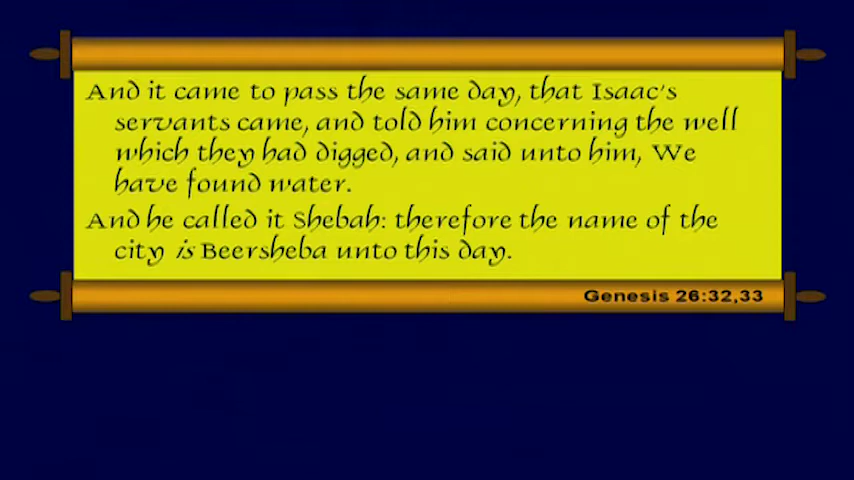 And it came to pass the same day, that Isaac's
servants came, and told him concerning the well
which they had digged, and said unto him, We
have found water.
And he called it Shebah: therefore the name of the
city is Beersheba unto this day.
Genesis 26:32,33